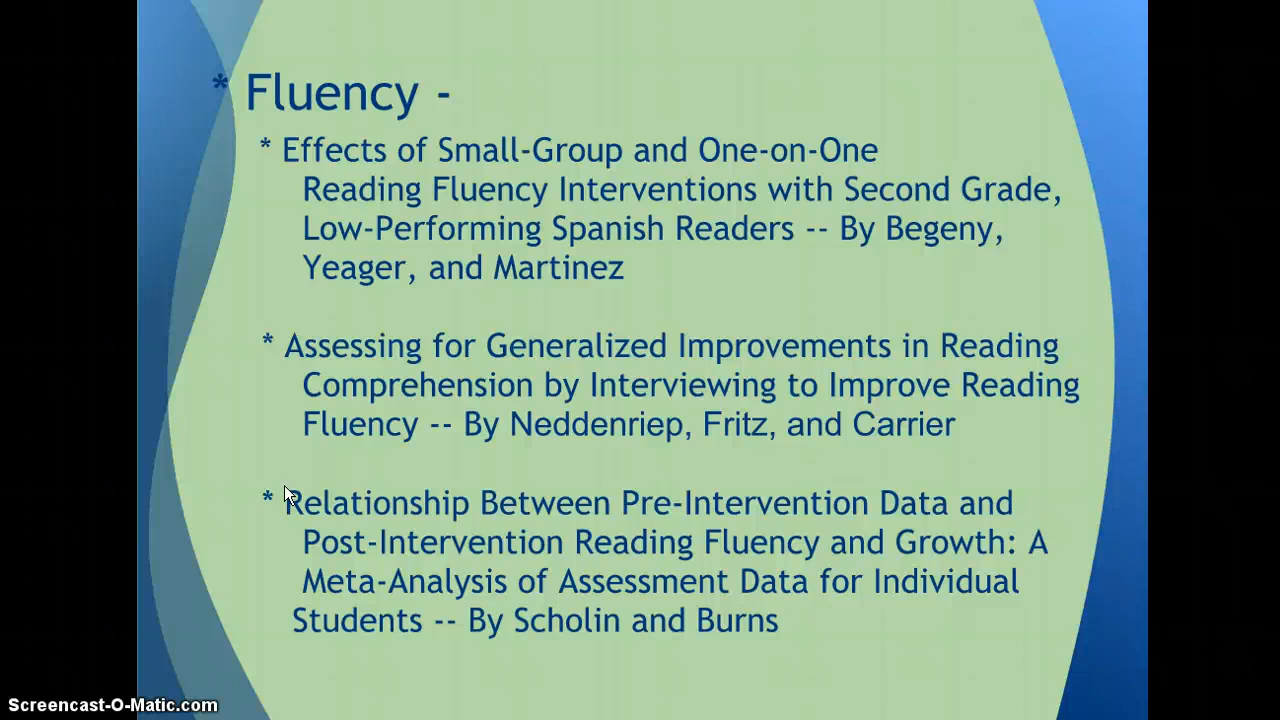 * Fluency -
* Effects of Small-Group and One-on-One
Reading Fluency Interventions with Second Grade,
Low-Performing Spanish Readers -- By Begeny,
Yeager, and Martinez
* Assessing for Generalized Improvements in Reading
Comprehension by Interviewing to Improve Reading
Fluency -- By Neddenriep, Fritz, and Carrier
* Relationship Between Pre-Intervention Data and
Post-Intervention Reading Fluency and Growth: A
Meta-Analysis of Assessment Data for Individual
Students -- By Scholin and Burns
Screencast-O-Matic.com